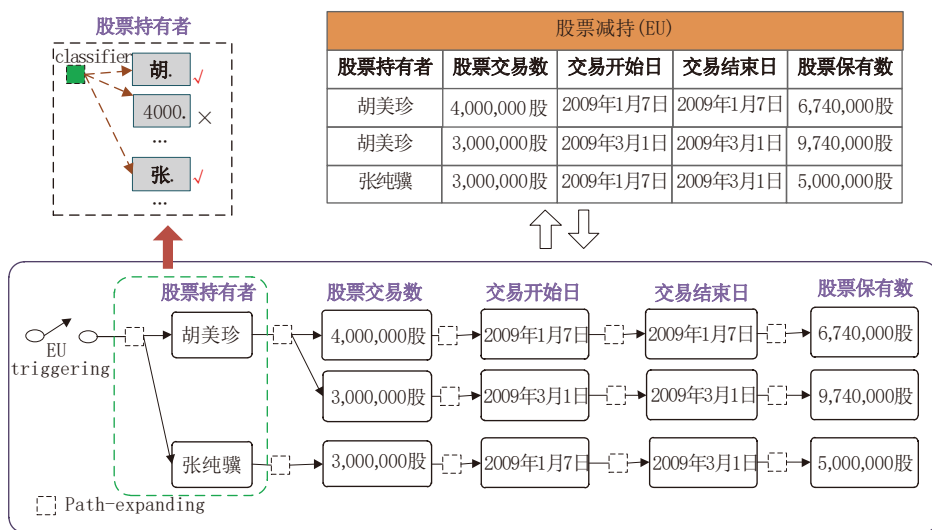 股票持有者
classifier
胡.
√
4000.
×
...
张.
√
...
股票减持(EU)
股票持有者 股票交易数 交易开始日 交易结束日 股票保有数
胡美珍 4,000,000股 2009年1月7日 2009年1月7日 6,740,000股
胡美珍 3,000,000股 2009年3月1日 2009年3月1日 9,740,000股
张纯骥 3,000,000股 2009年1月7日 2009年3月1日 5,000,000股
股票持有者 股票交易数 交易开始日 交易结束日 股票保有数
EU
triggering
胡美珍 4,000,000股 2009年1月7日 2009年1月7日 6,740,000股
3,000,000股 2009年3月1日 2009年3月1日 9,740,000股
张纯骥 3,000,000股 2009年1月7日 2009年3月1日 5,000,000股
Path-expanding